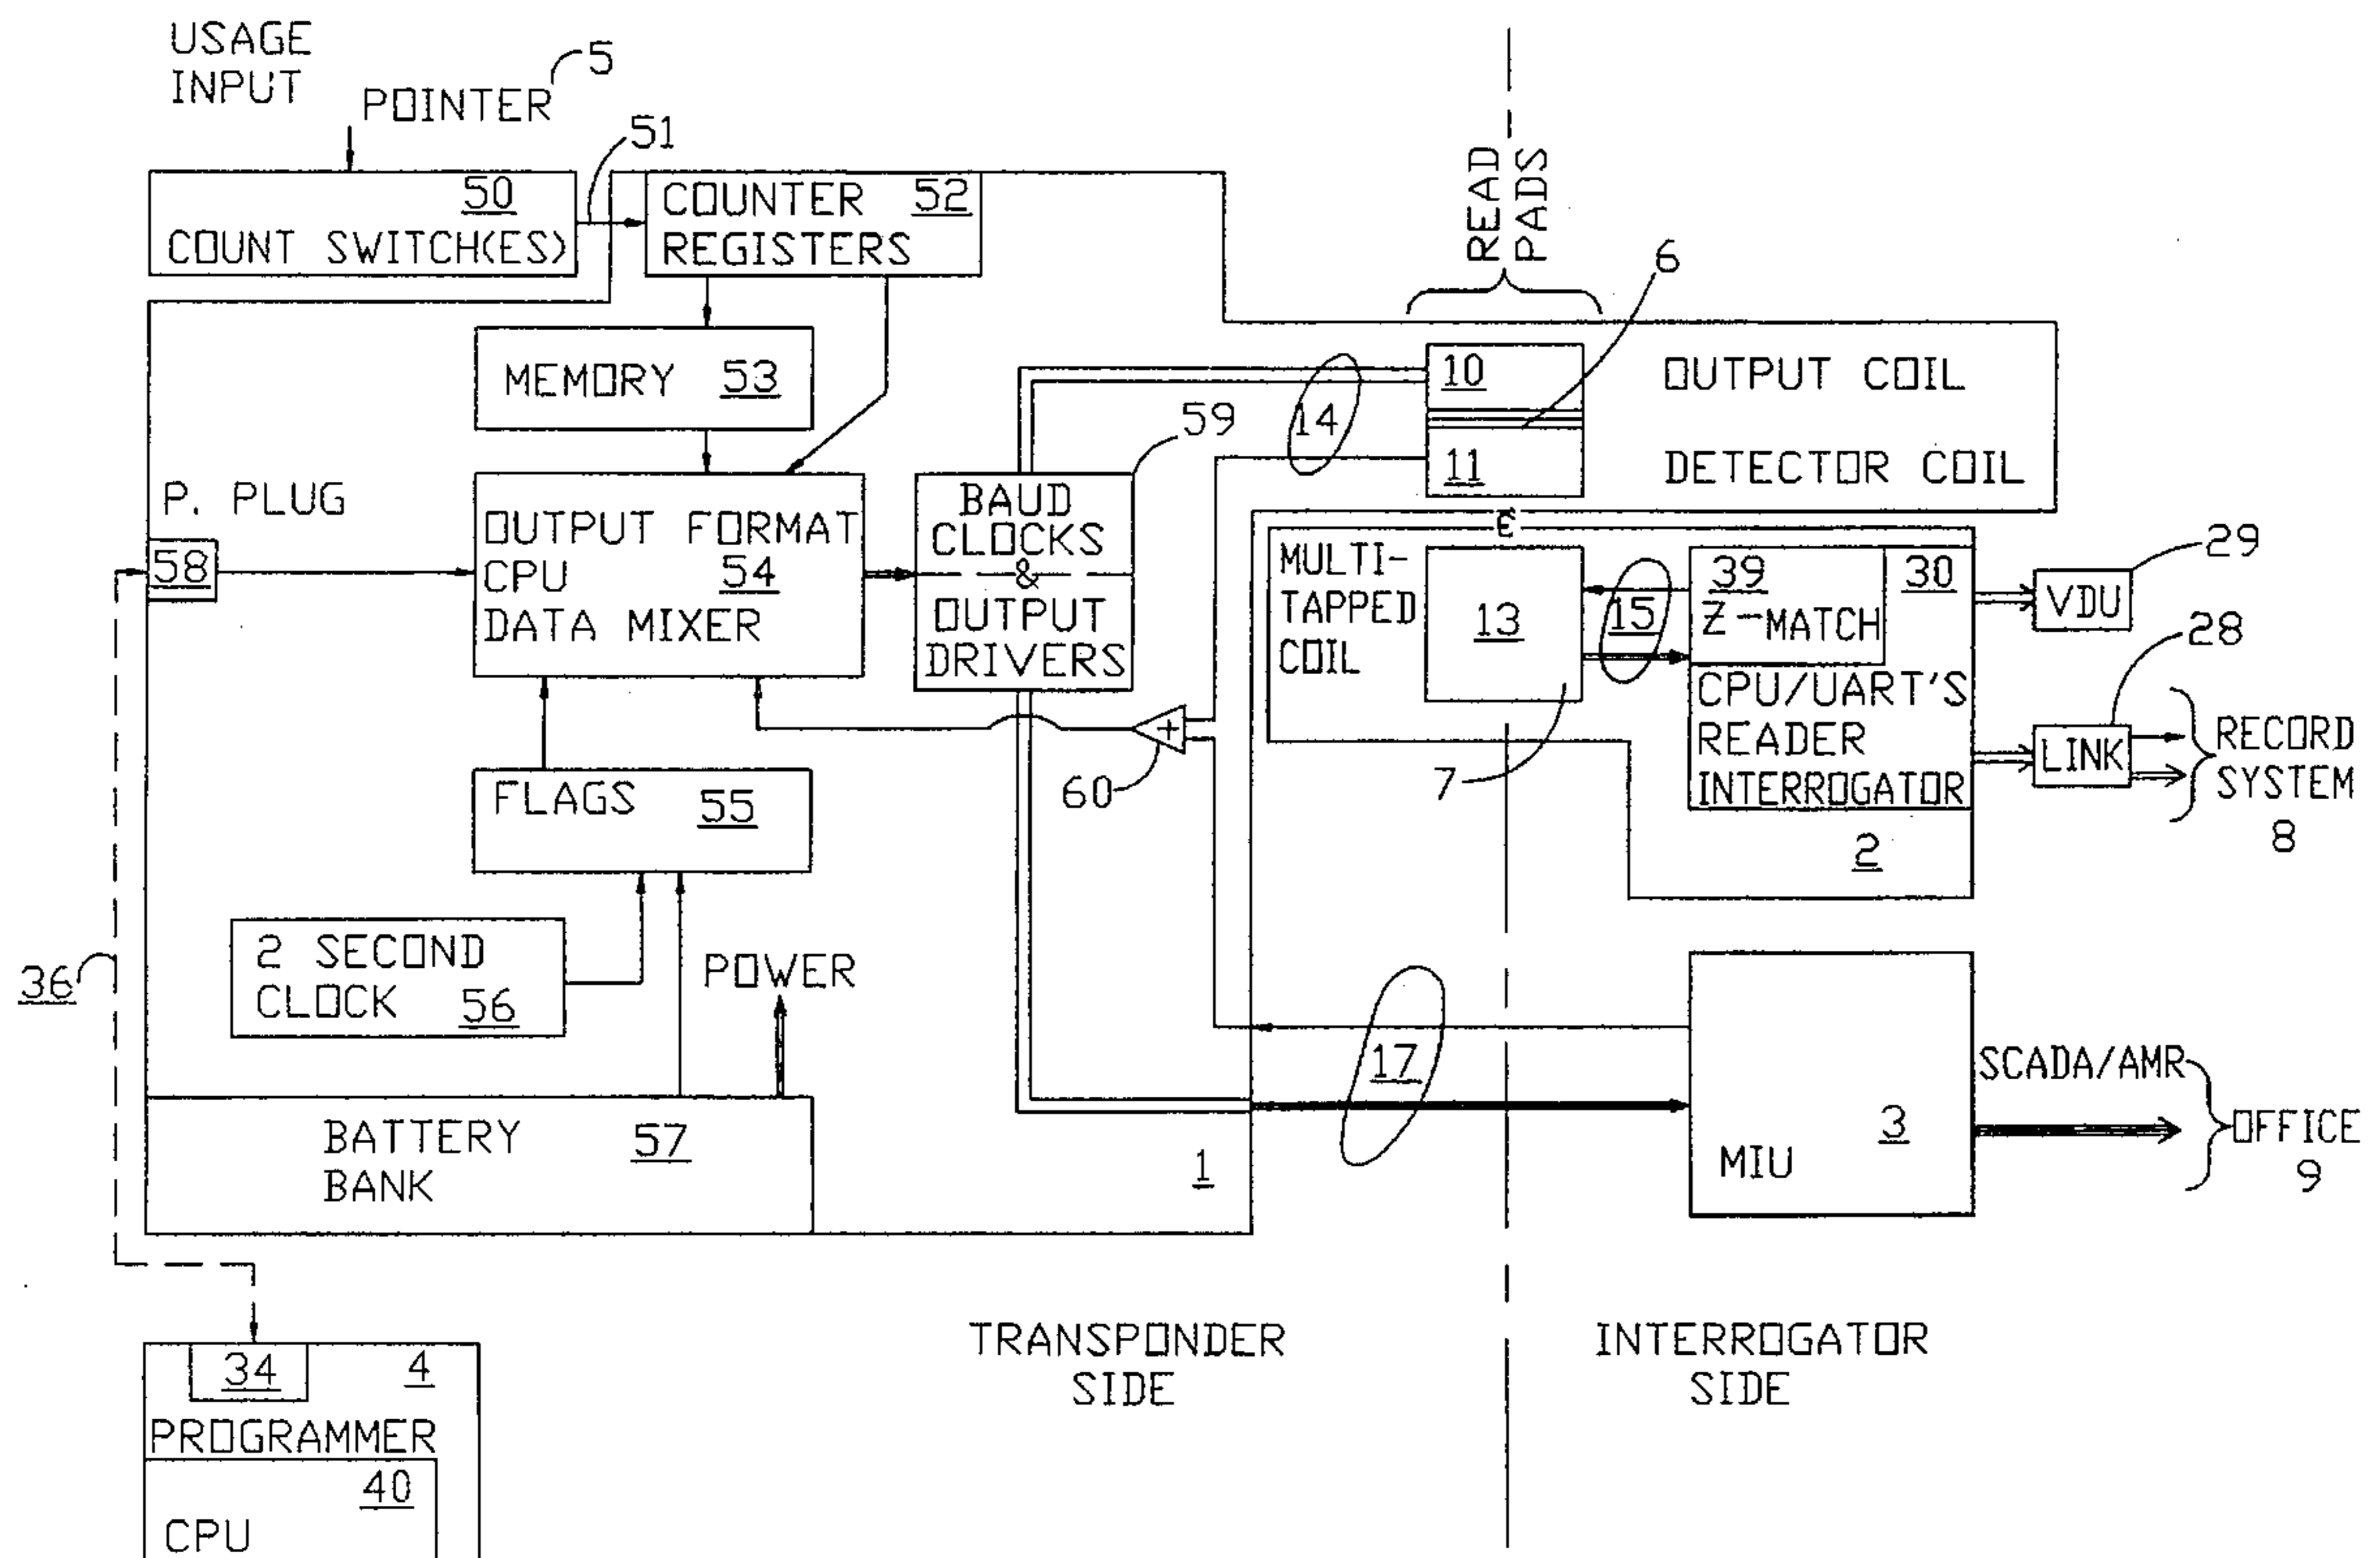 USAGE
INPUT
POINTER 5
51
50
COUNT SWITCH(ES)
COUNTER 52
REGISTERS
READ
PADS
6
MEMORY 53
14
10
OUTPUT COIL
11
DETECTOR COIL
59
P. PLUG
58
OUTPUT FORMAT
CPU 54
DATA MIXER
BAUD
CLOCKS
&
OUTPUT
DRIVERS
MULTI-
TAPPED
COIL
€
13
15
39
Z-MATCH
30
CPU/UART'S
READER
INTERROGATOR
2
29
VDU
28
LINK
RECORD
SYSTEM
8
7
60
+
FLAGS 55
36
2 SECOND
CLOCK 56
POWER
17
BATTERY 57
BANK
1
3
MIU
SCADA/AMR
OFFICE
9
TRANSPONDER
SIDE
INTERROGATOR
SIDE
34
4
PROGRAMMER
40
CPU